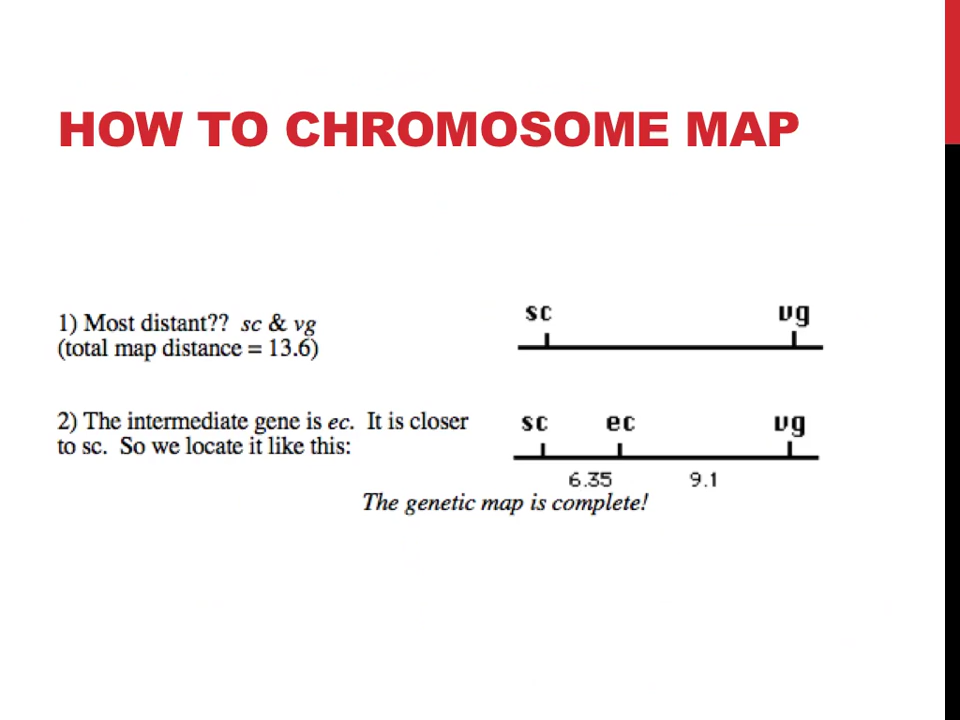 HOW TO CHROMOSOME MAP
1) Most distant?? sc & vg
(total map distance = 13.6)
sc vg
2) The intermediate gene is ec. It is closer
to sc. So we locate it like this:
sc ec vg
6.35 9.1
The genetic map is complete!